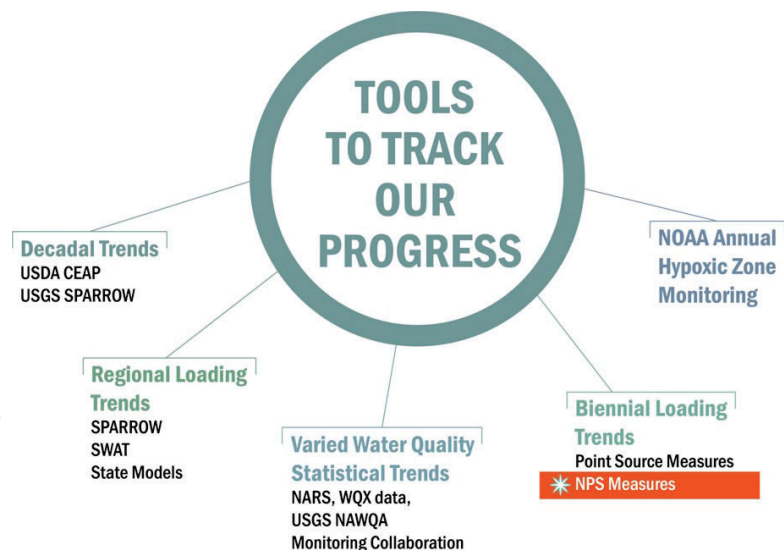 TOOLS
TO TRACK
OUR
PROGRESS
Decadal Trends
USDA CEAP
USGS SPARROW
Regional Loading
Trends
SPARROW
SWAT
State Models
Varied Water Quality
Statistical Trends
NARS, WQX data,
USGS NAWQA
Monitoring Collaboration
Biennial Loading
Trends
Point Source Measures
NPS Measures
NOAA Annual
Hypoxic Zone
Monitoring